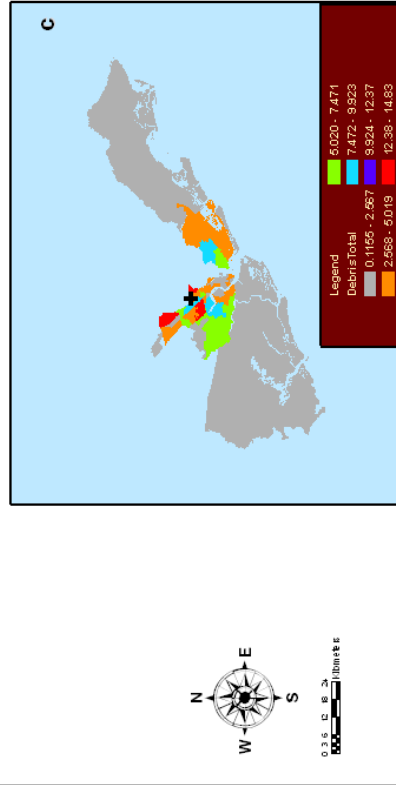 C
Legend
DebrisTotal
0.1155 - 2.567
2.568 - 5.019
5.020 - 7.471
7.472 - 9.923
9.924 - 12.37
12.38 - 14.83
N
W E
S
0 3 6 12 18 24
Kilometers